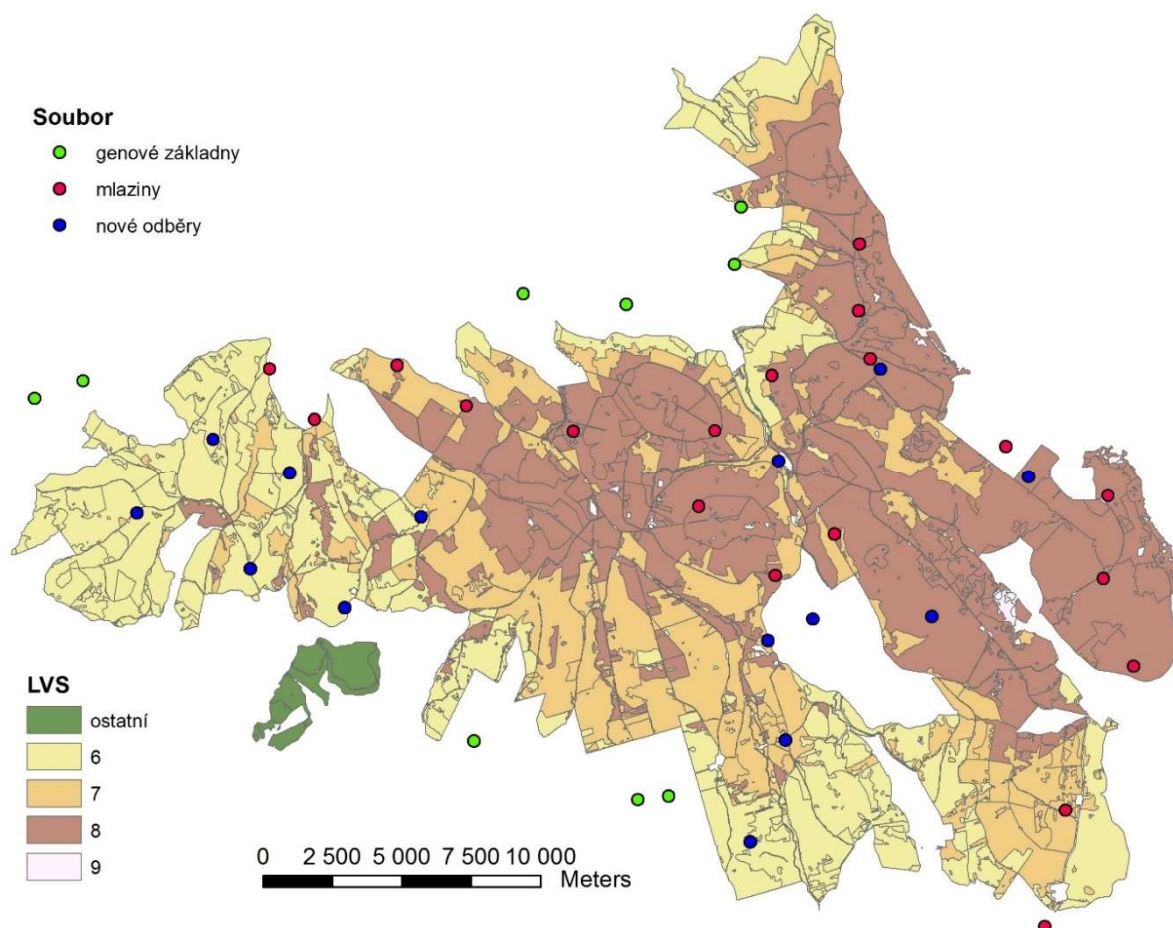 Soubor
genové základny
mlaziny
nové odběry
LVS
ostatní
6
7
8
9
0 2 500 5 000 7 500 10 000
Meters